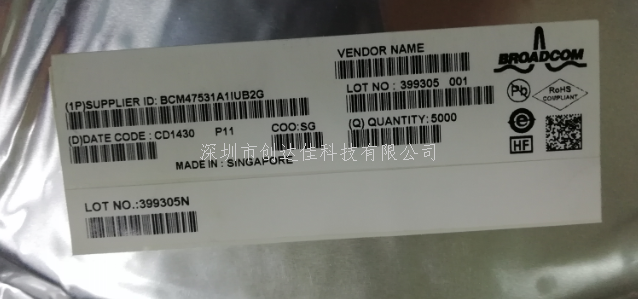 VENDOR NAME
BROADCOM
(1P)SUPPLIER ID: BCM47531A1IUB2G
LOT NO : 399305 001
Pb
RoHS
COMPLIANT
(D)DATE CODE : CD1430 P11 COO:SG
(Q) QUANTITY:5000
e
HF
深圳市创达佳科技有限公司
MADE IN : SINGAPORE
LOT NO.:399305N